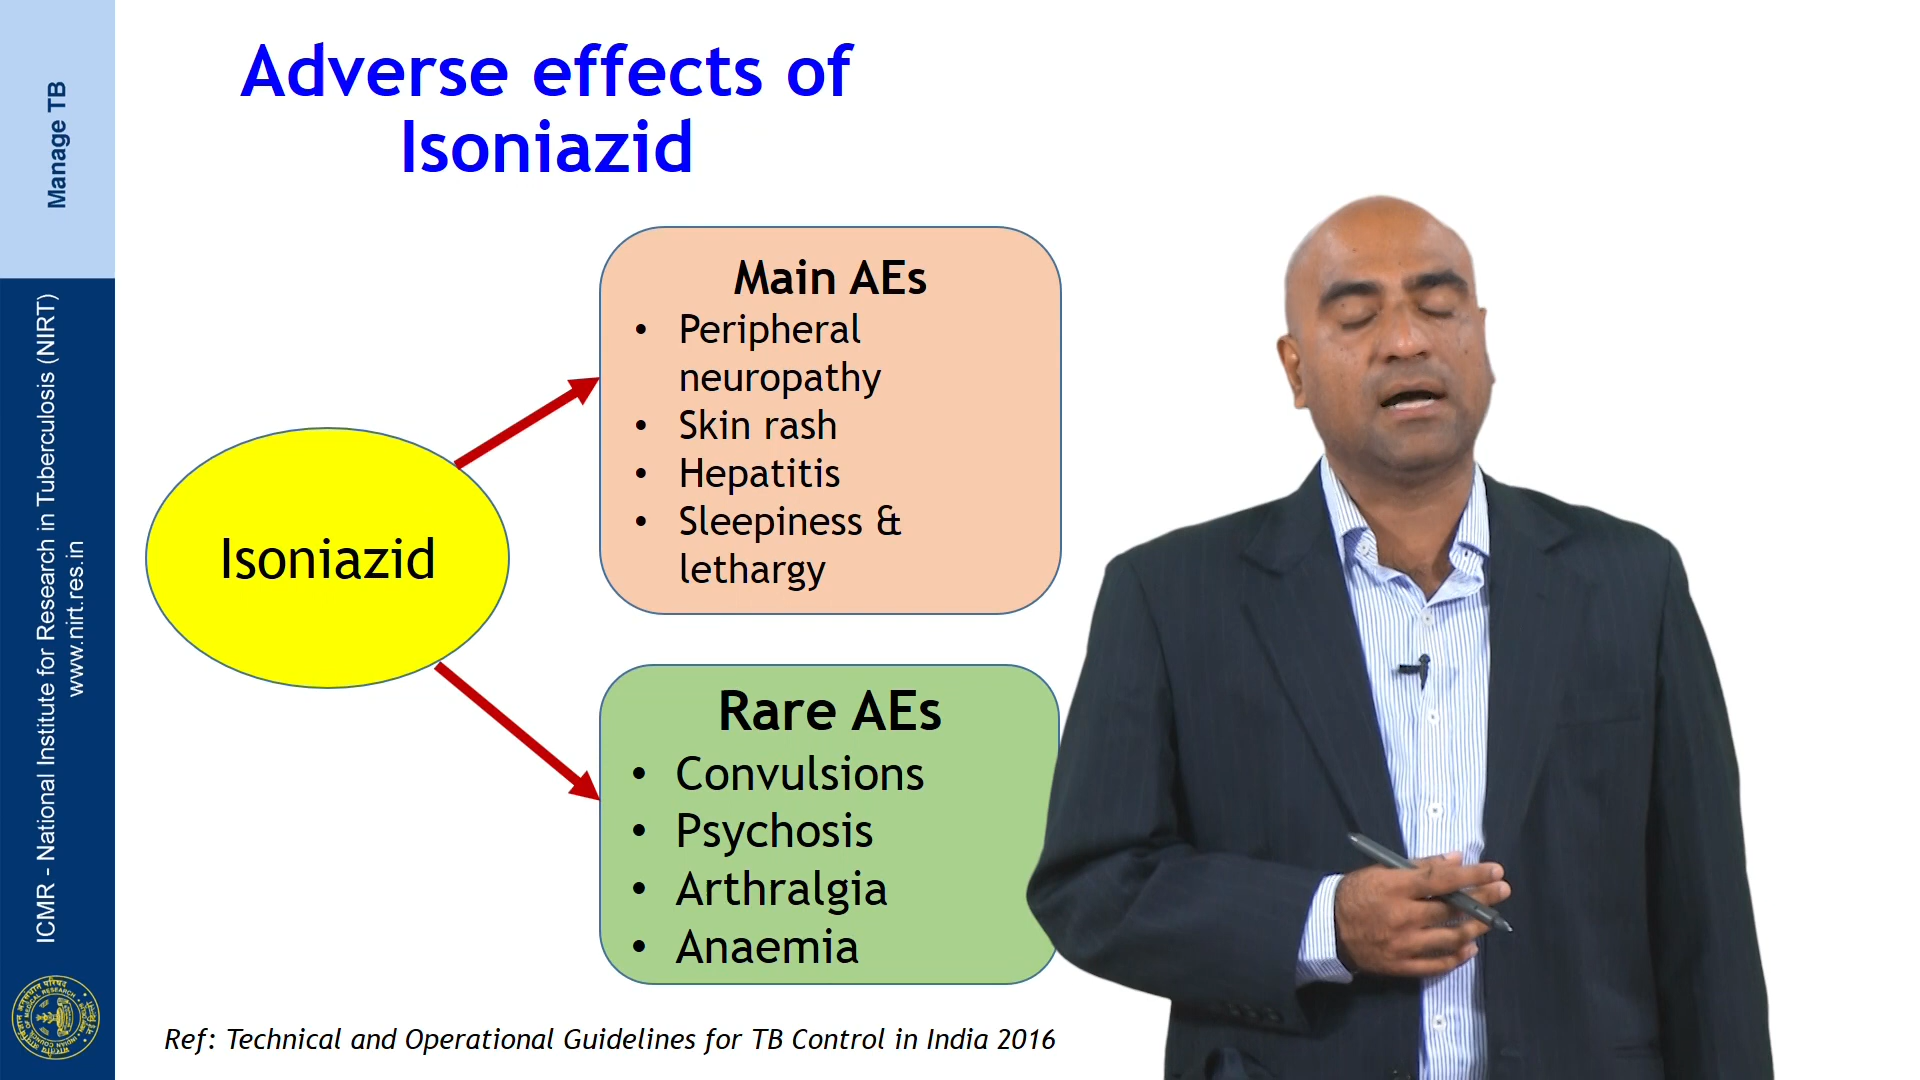 Manage TB
ICMR - National Institute for Research in Tuberculosis (NIRT)
www.nirt.res.in
Adverse effects of
Isoniazid
Isoniazid
Main AEs
• Peripheral
neuropathy
• Skin rash
• Hepatitis
• Sleepiness &
lethargy
Rare AEs
• Convulsions
• Psychosis
• Arthralgia
• Anaemia
Ref: Technical and Operational Guidelines for TB Control in India 2016